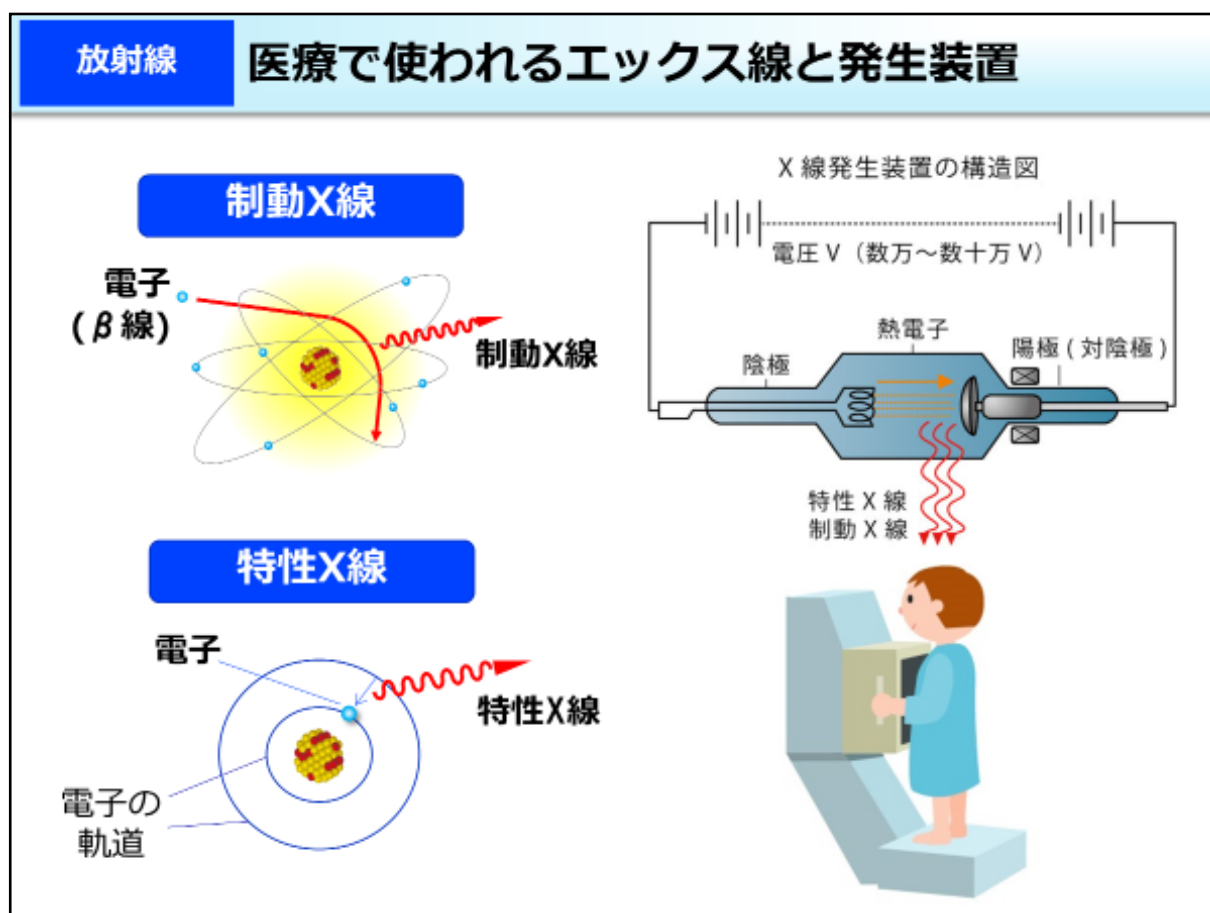 放射線
医療で使われるエックス線と発生装置
制動X線
電子
(β線)
制動X線
特性X線
電子
特性X線
電子の
軌道
X線発生装置の構造図
電圧V(数万〜数十万V)
熱電子
陰極
陽極(対陰極)
特性X線
制動X線